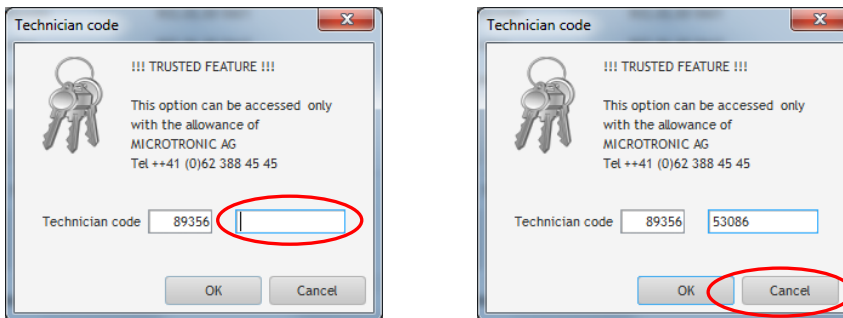 Technician code
!!! TRUSTED FEATURE !!!
This option can be accessed only
with the allowance of
MICROTRONIC AG
Tel ++41 (0)62 388 45 45
Technician code 89356
OK Cancel
Technician code
!!! TRUSTED FEATURE !!!
This option can be accessed only
with the allowance of
MICROTRONIC AG
Tel ++41 (0)62 388 45 45
Technician code 89356 53086
OK Cancel